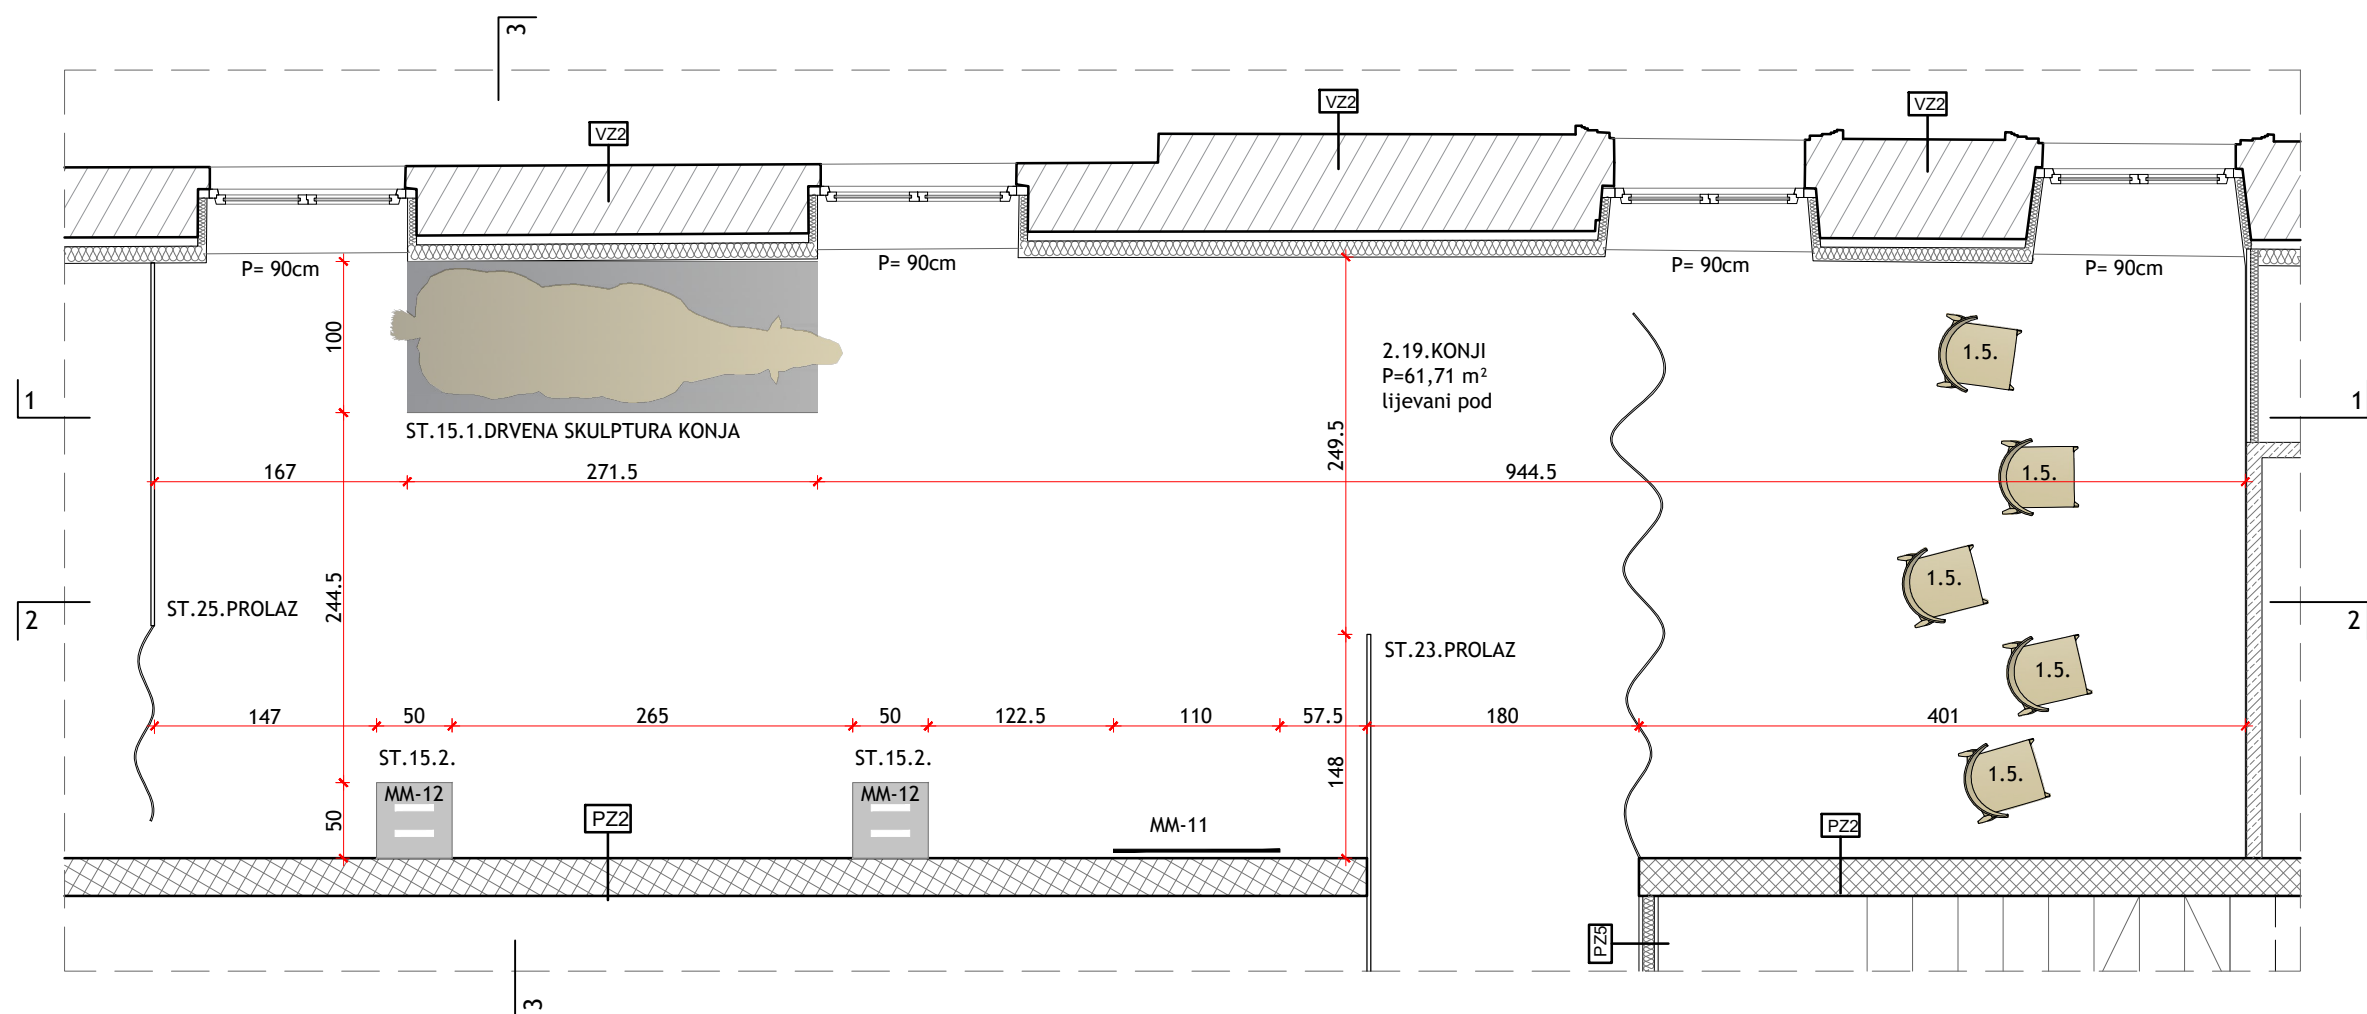 3
VZ2
VZ2
VZ2
P= 90cm
P= 90cm
P= 90cm
P= 90cm
100
2.19.KONJI
P=61,71 m²
lijevani pod
1.5.
1
1
ST.15.1.DRVENA SKULPTURA KONJA
249.5
167
271.5
944.5
1.5.
244.5
1.5.
ST.25.PROLAZ
2
2
ST.23.PROLAZ
1.5.
147
50
265
50
122.5
110
57.5
180
401
ST.15.2.
ST.15.2.
148
1.5.
MM-12
MM-12
50
PZ2
MM-11
PZ2
PZ5
3